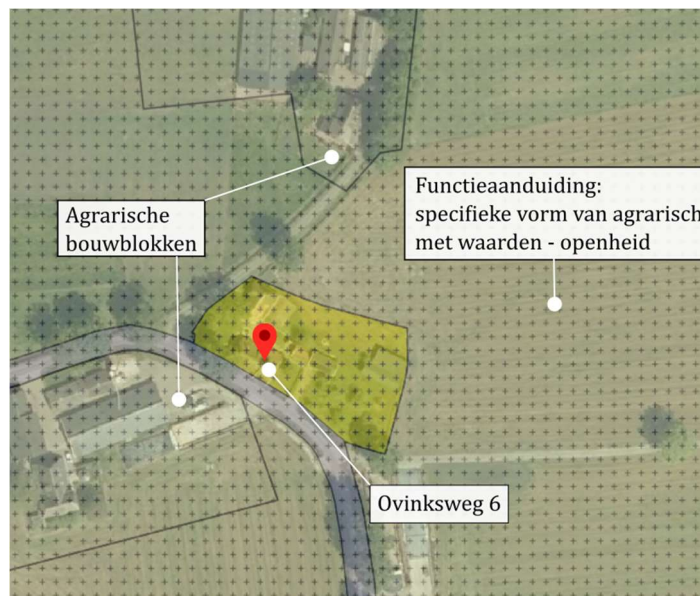 Agrarische
bouwblokken
Functieaanduiding:
specifieke vorm van agrarisch
met waarden - openheid
Ovinksweg 6